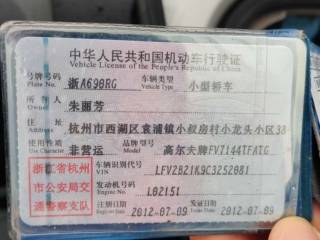 中华人民共和国机动车行驶证
Vehicle License of the People's Republic of China
号牌号码 浙A698RG 车辆类型 小型轿车
Plate No. Vehicle Type
所有人 朱丽芳
Owner
住址 杭州市西湖区袁浦镇小叔房村小龙头小区38
Address
使用性质 非营运 品牌型号 高尔夫牌FV7144TFATG
Use Character Model
浙江省杭州 车辆识别代号 LFV2B21K9C3252081
VIN
市公安局交 发动机号码 L02151
Engine No.
通警察支队 注册日期 2012-07-09 发证日期 2012-07-09
Register Date Issue Date